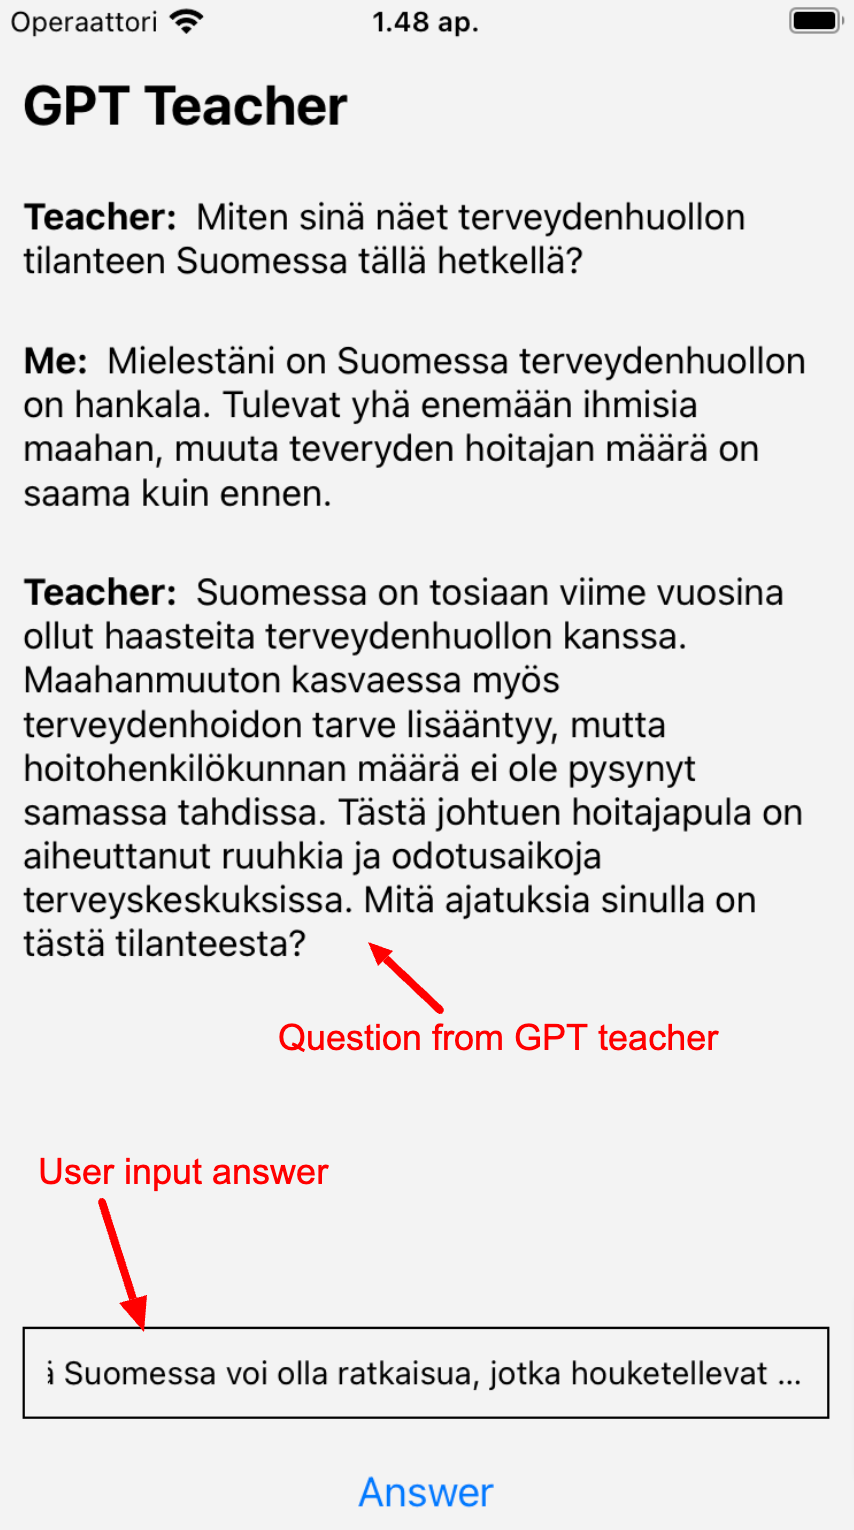 Operaattori 1.48 ap.
GPT Teacher
Teacher: Miten sinä näet terveydenhuollon
tilanteen Suomessa tällä hetkellä?
Me: Mielestäni on Suomessa terveydenhuollon
on hankala. Tulevat yhä enemään ihmisia
maahan, muuta teveryden hoitajan määrä on
saama kuin ennen.
Teacher: Suomessa on tosiaan viime vuosina
ollut haasteita terveydenhuollon kanssa.
Maahanmuuton kasvaessa myös
terveydenhoidon tarve lisääntyy, mutta
hoitohenkilökunnan määrä ei ole pysynyt
samassa tahdissa. Tästä johtuen hoitajapula on
aiheuttanut ruuhkia ja odotusaikoja
terveyskeskuksissa. Mitä ajatuksia sinulla on
tästä tilanteesta?
Question from GPT teacher
User input answer
ä Suomessa voi olla ratkaisua, jotka houketellevat ...
Answer